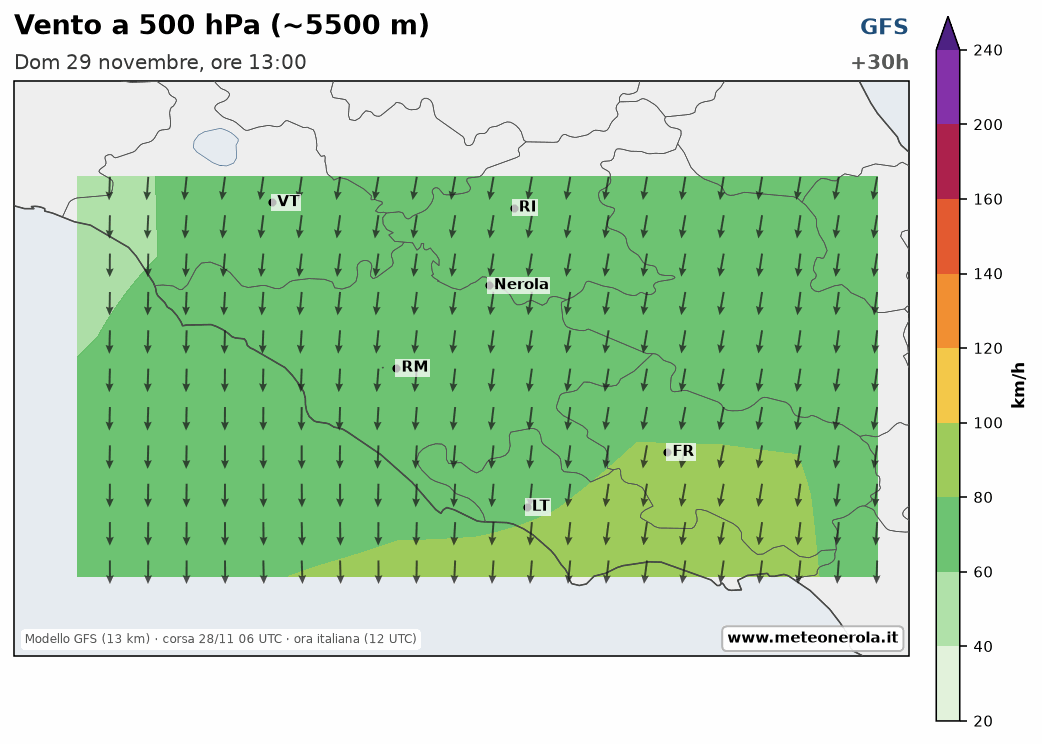 Vento a 500 hPa (~5500 m)
GFS
Dom 29 novembre, ore 13:00
+30h
240
200
160
140
120
100
80
60
40
20
km/h
VT
RI
Nerola
RM
FR
LT
Modello GFS (13 km) · corsa 28/11 06 UTC · ora italiana (12 UTC)
www.meteonerola.it